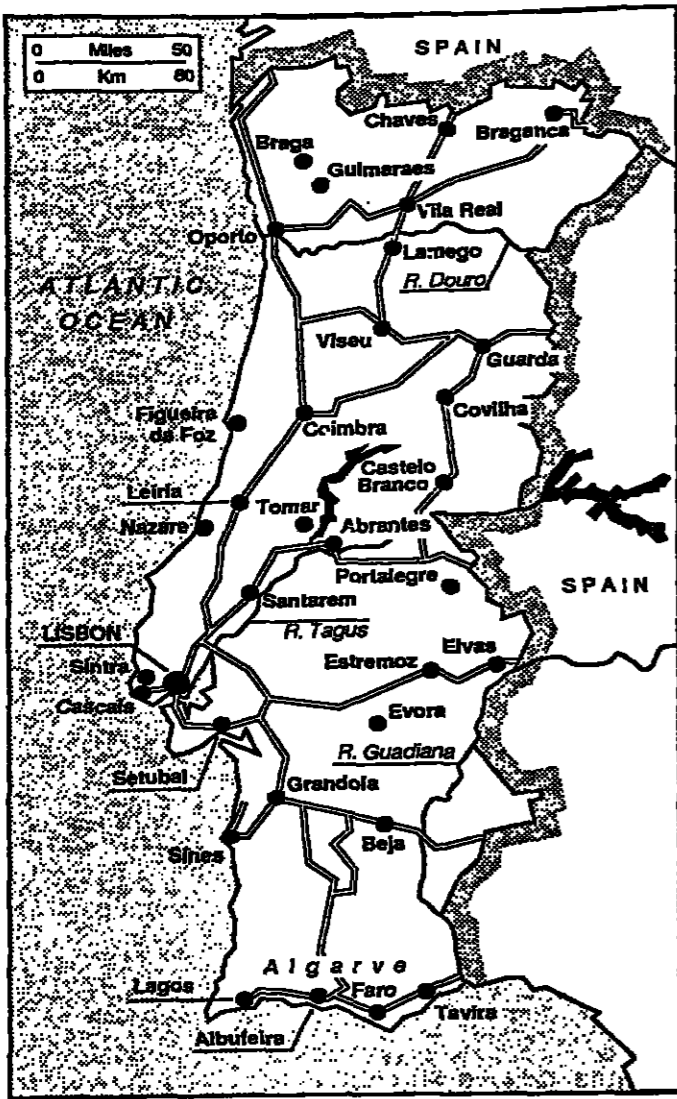 0 Miles 50
0 Km 80
SPAIN
Chaves
Braganca
Braga
Guimaraes
Vila Real
Oporto
Lamego
R. Douro
ATLANTIC
OCEAN
Viseu
Guarda
Figueira
da Foz
Coimbra
Covilha
Castelo
Branco
Leiria
Tomar
Nazare
Abrantes
Portalegre
SPAIN
Santarem
LISBON
R. Tagus
Sintra
Estremoz
Elvas
Cascais
Evora
R. Guadiana
Setubal
Grandola
Beja
Sines
Algarve
Lagos
Faro
Tavira
Albufeira